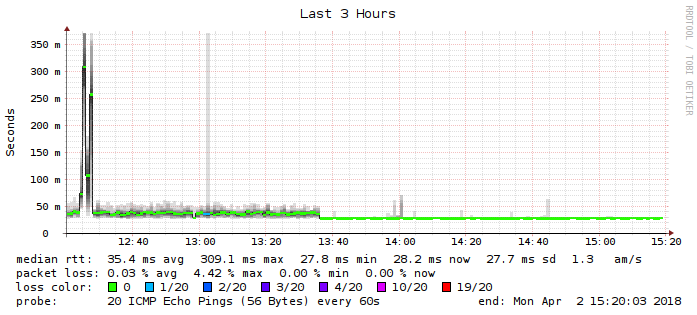 Last 3 Hours
RRDTOOL / TOBI OETIKER
Seconds
350 m
300 m
250 m
200 m
150 m
100 m
50 m
0
12:40 13:00 13:20 13:40 14:00 14:20 14:40 15:00 15:20
median rtt: 35.4 ms avg 309.1 ms max 27.8 ms min 28.2 ms now 27.7 ms sd 1.3 am/s
packet loss: 0.03 % avg 4.42 % max 0.00 % min 0.00 % now
loss color: 0 1/20 2/20 3/20 4/20 10/20 19/20
probe: 20 ICMP Echo Pings (56 Bytes) every 60s end: Mon Apr 2 15:20:03 2018